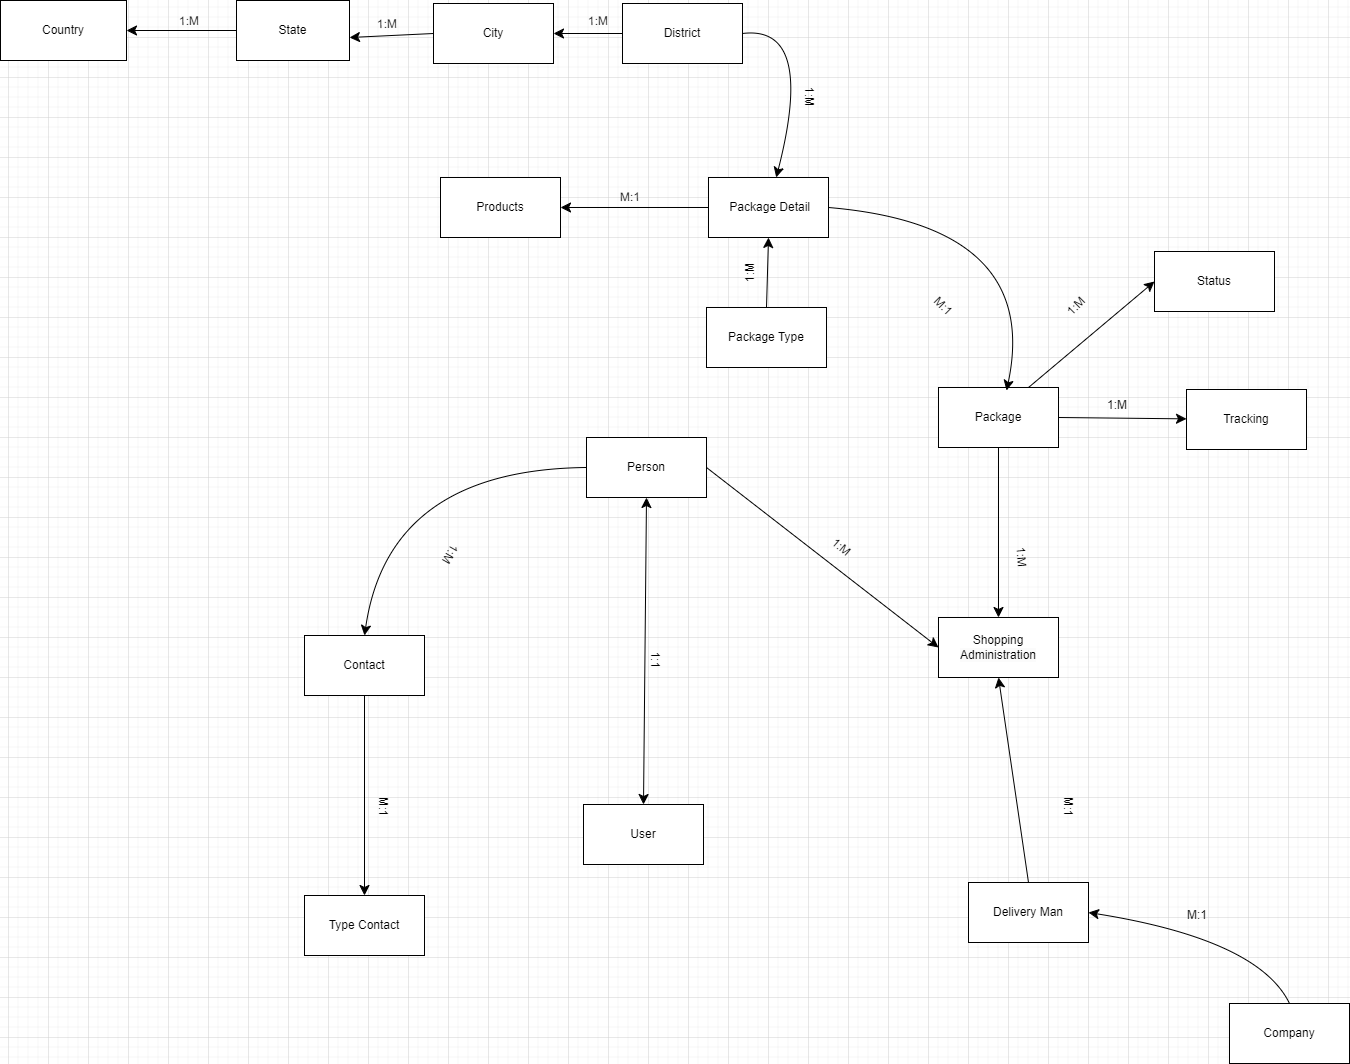 Country
1:M
State
1:M
City
1:M
District
1:M
Products
M:1
Package Detail
M:1
Package Type
M:1
1:M
Status
Package
1:M
Tracking
Person
1:M
1:M
1:M
Shopping
Administration
Contact
1:1
M:1
M:1
User
Type Contact
Delivery Man
M:1
Company